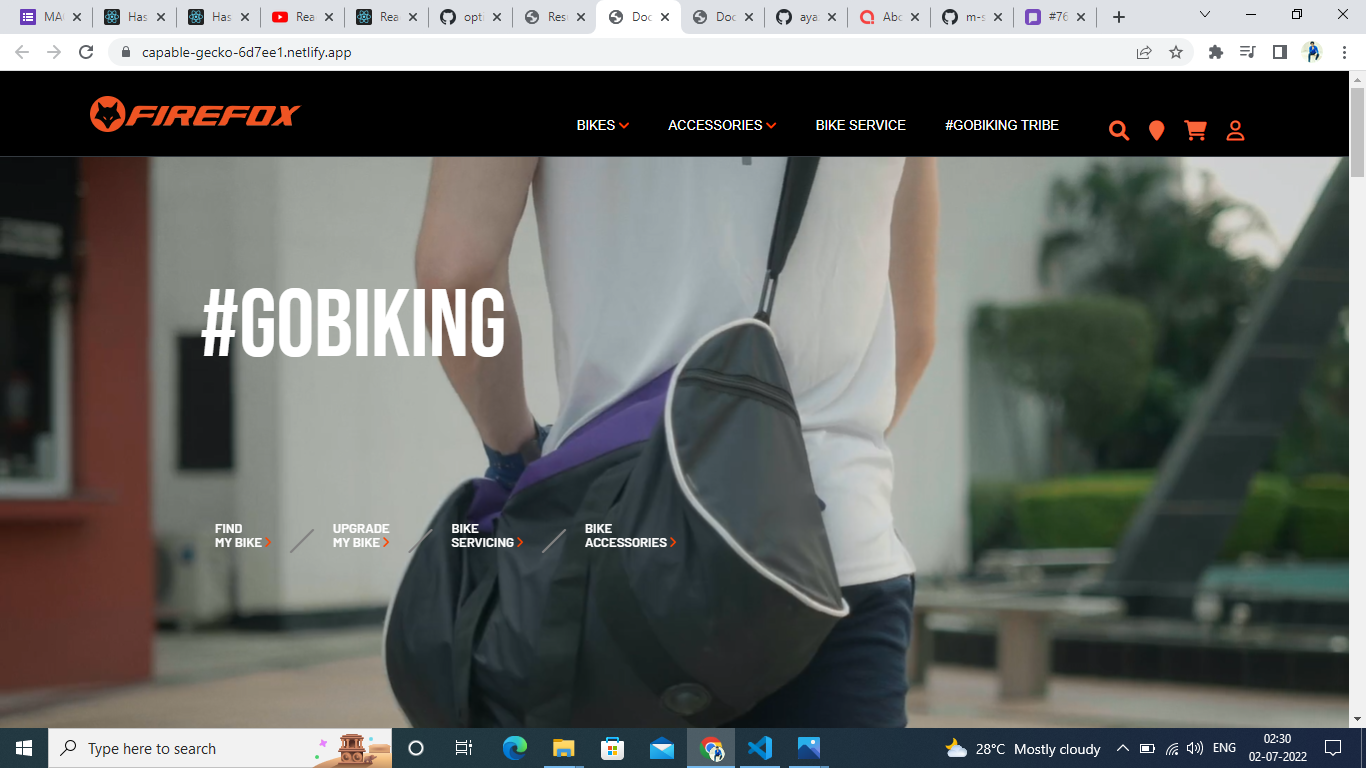 MA
Has
Has
Rea
Rea
opti
Res
Doc
Doc
aya
Abo
m-s
#76
capable-gecko-6d7ee1.netlify.app
FIREFOX
BIKES
ACCESSORIES
BIKE SERVICE
#GOBIKING TRIBE
#GOBIKING
FIND
MY BIKE
UPGRADE
MY BIKE
BIKE
SERVICING
BIKE
ACCESSORIES
Type here to search
28°C Mostly cloudy
ENG
02:30
02-07-2022